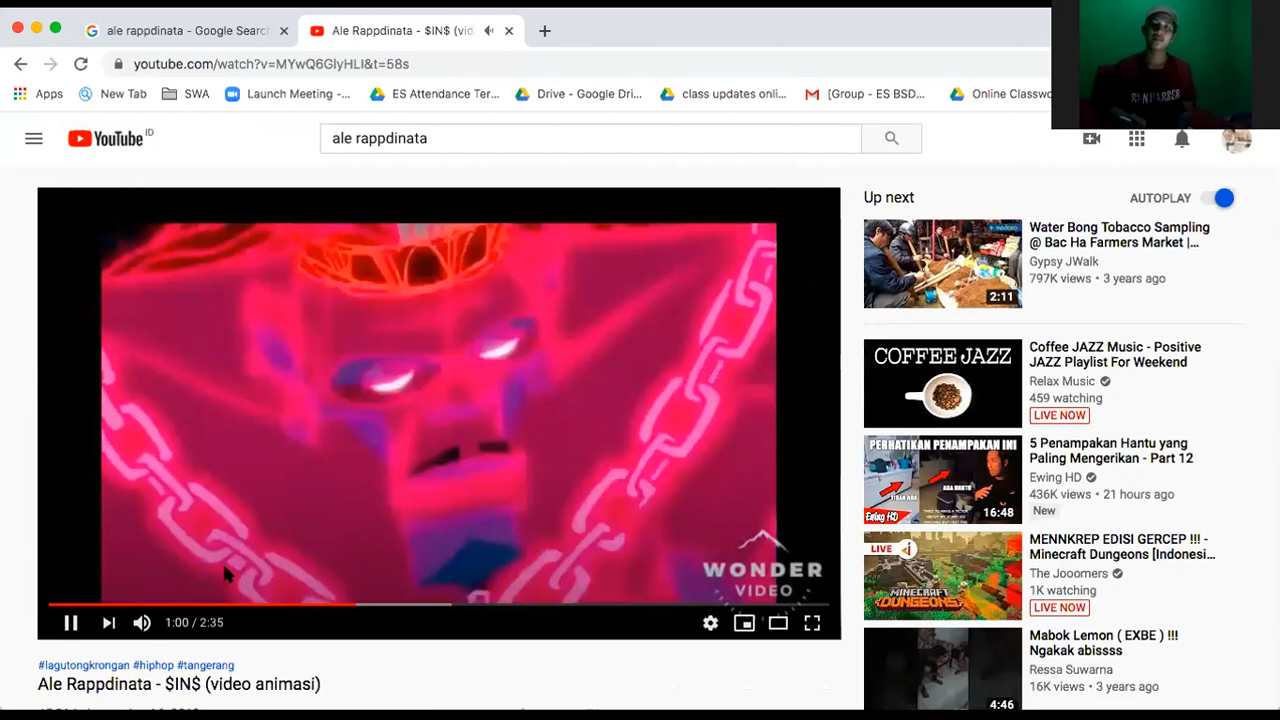 ale rappdinata - Google Search
Ale Rappdinata - $IN$ (vid
youtube.com/watch?v=MYwQ6GlyHLI&t=58s
Apps
New Tab
SWA
Launch Meeting -...
ES Attendance Ter...
Drive - Google Dri...
class updates onli...
[Group - ES BSD...
Online Classw
YouTube ID
ale rappdinata
Up next
AUTOPLAY
Water Bong Tobacco Sampling
@ Bac Ha Farmers Market |...
Gypsy JWalk
797K views • 3 years ago
2:11
COFFEE JAZZ
Coffee JAZZ Music - Positive
JAZZ Playlist For Weekend
Relax Music
459 watching
LIVE NOW
PERHATIKAN PENAMPAKAN INI
Ewing HD
16:48
5 Penampakan Hantu yang
Paling Mengerikan - Part 12
Ewing HD
436K views • 21 hours ago
New
LIVE
MINECRAFT
DUNGEONS
MENNKREP EDISI GERCEP !!! -
Minecraft Dungeons [Indonesi...
The Jooomers
1K watching
LIVE NOW
4:46
Mabok Lemon ( EXBE ) !!!
Ngakak abissss
Ressa Suwarna
16K views • 3 years ago
WONDER
VIDEO
1:00 / 2:35
#lagutongkrongan #hiphop #tangerang
Ale Rappdinata - $IN$ (video animasi)